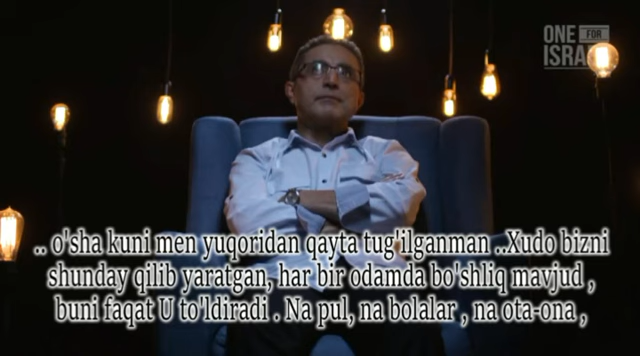 ONE FOR
ISRA
.. o'sha kuni men yuqoridan qayta tug'ilganman ..Xudo bizni
shunday qilib yaratgan, har bir odamda bo'shliq mavjud ,
buni faqat U to'ldiradi . Na pul, na bolalar , na ota-ona ,